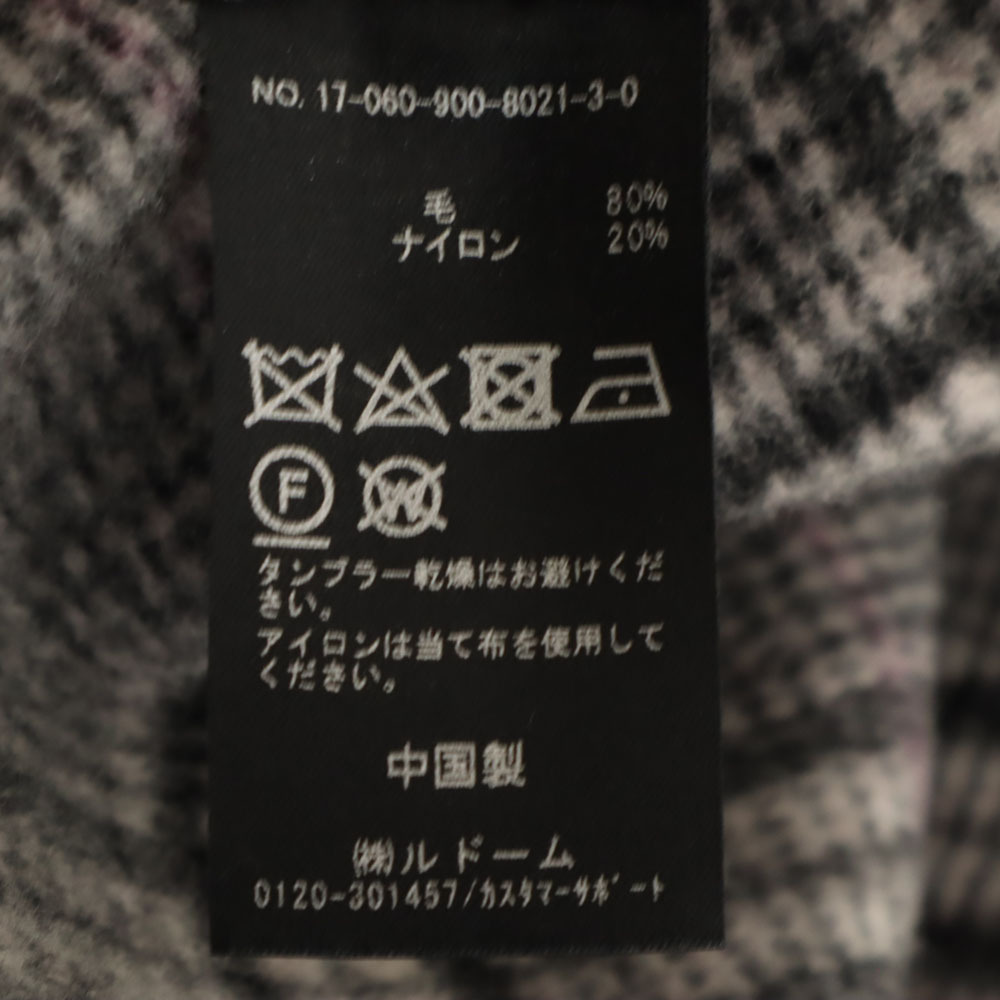 NO. 17-060-900-8021-3-0
毛 80%
ナイロン 20%
F W
タンブラー乾燥はお避けくだ
さい。
アイロンは当て布を使用して
ください。
中国製
㈱ルドーム
0120-301457/カスタマーサポート